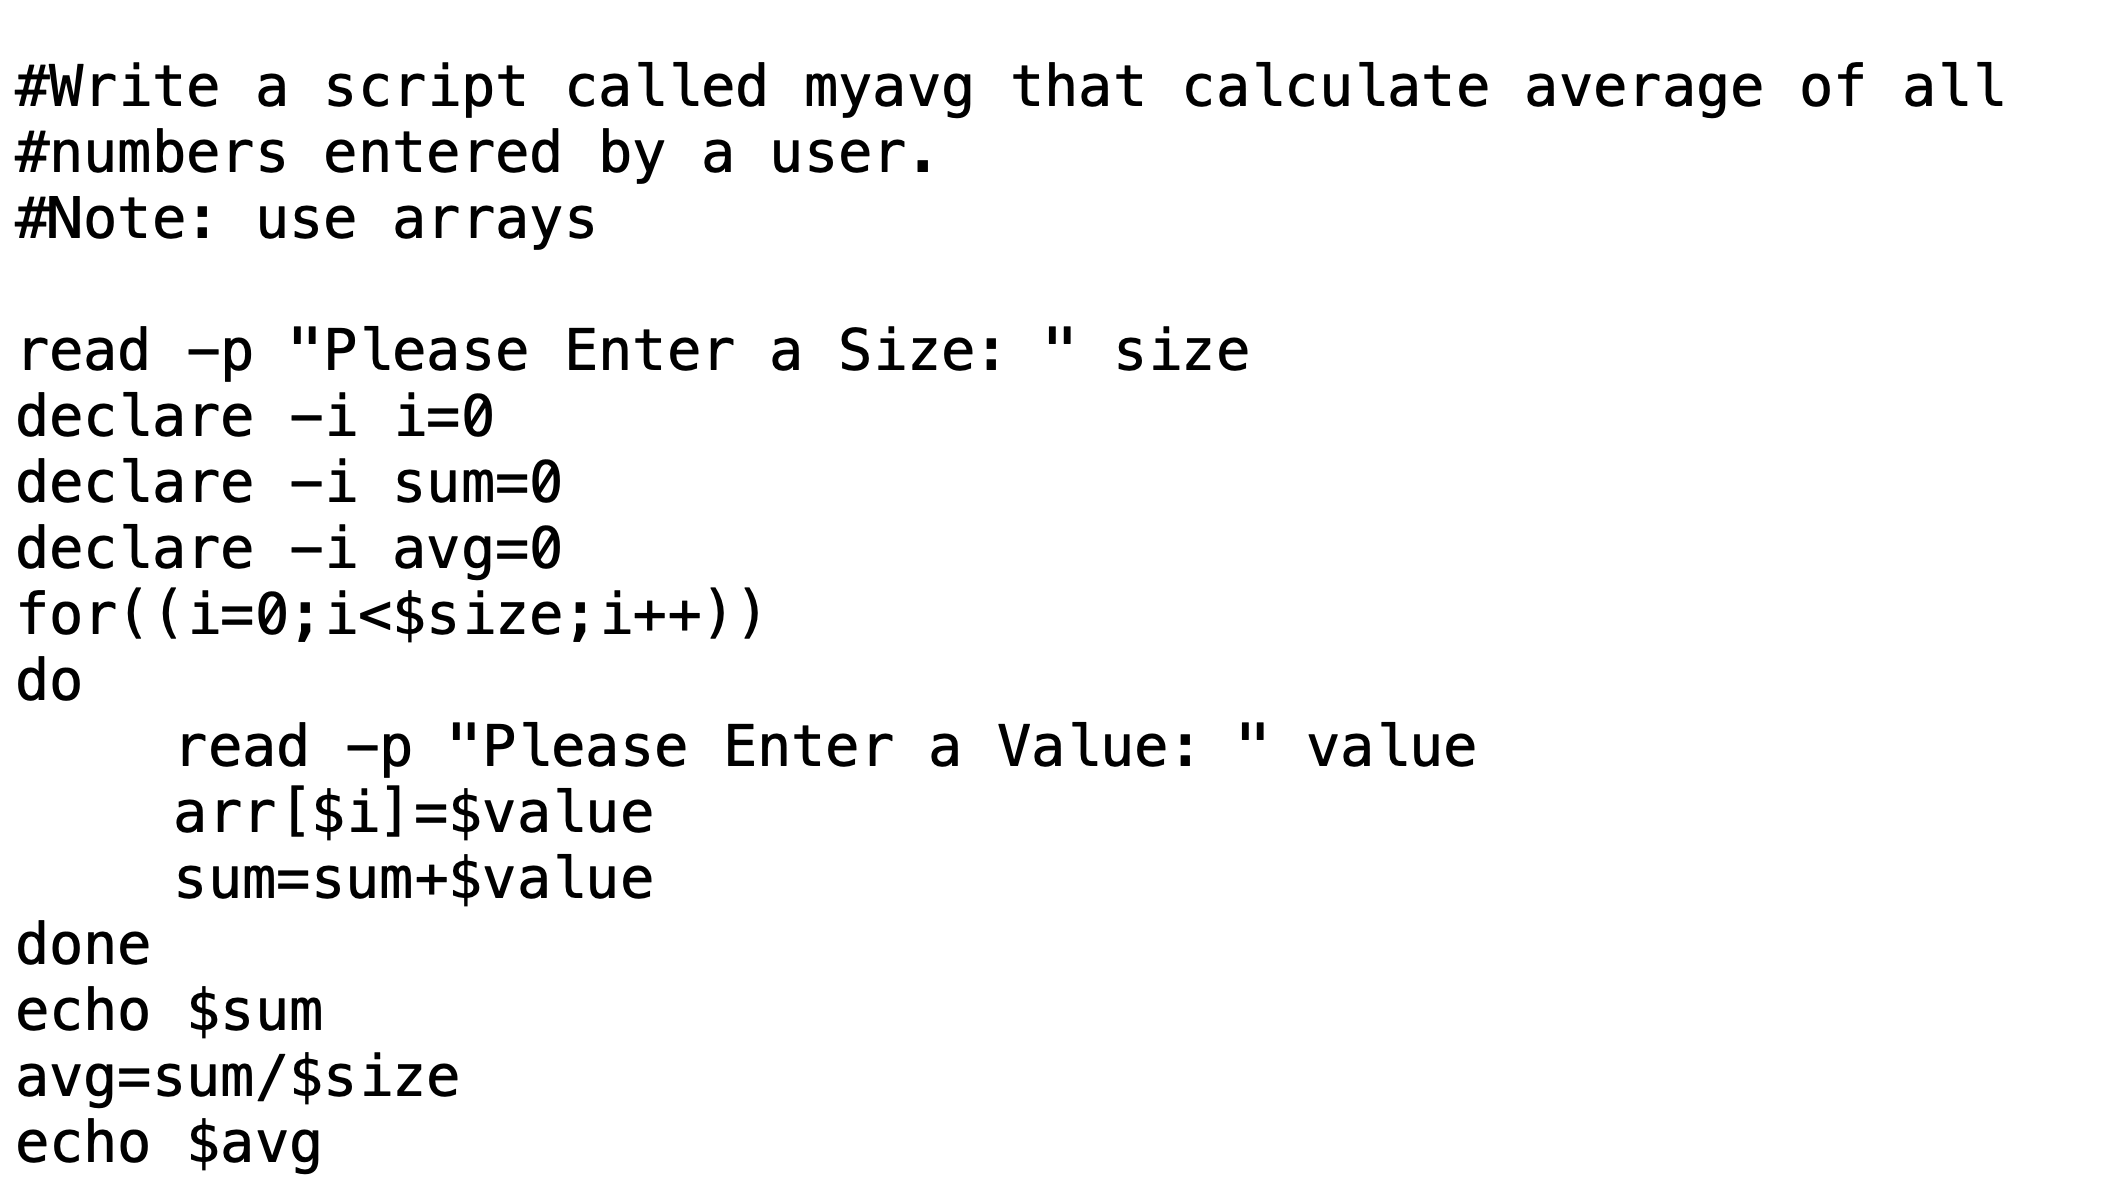 #Write a script called myavg that calculate average of all
#numbers entered by a user.
#Note: use arrays
read -p "Please Enter a Size: " size
declare -i i=0
declare -i sum=0
declare -i avg=0
for((i=0;i<$size;i++))
do
read -p "Please Enter a Value: " value
arr[$i]=$value
sum=sum+$value
done
echo $sum
avg=sum/$size
echo $avg